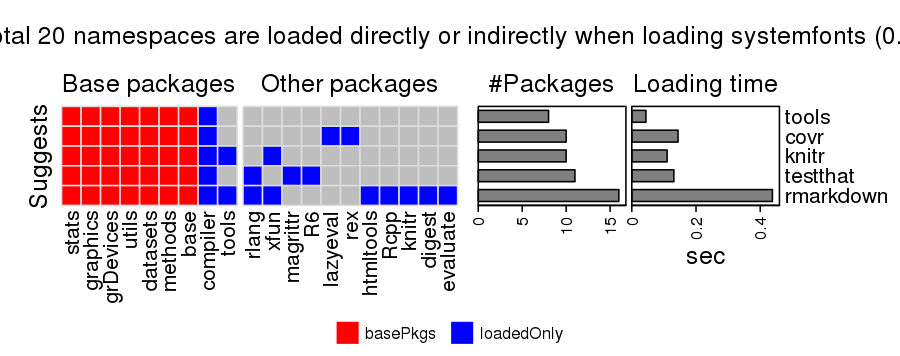 otal 20 namespaces are loaded directly or indirectly when loading systemfonts (0.
Base packages Other packages #Packages Loading time
Suggests
tools
covr
knitr
testthat
rmarkdown
stats graphics grDevices utils datasets methods base compiler tools rlang xfun magrittr R6 lazyeval rex htmltools Rcpp knitr digest evaluate
0 5 10 15 0 0.2 0.4
sec
basePkgs loadedOnly